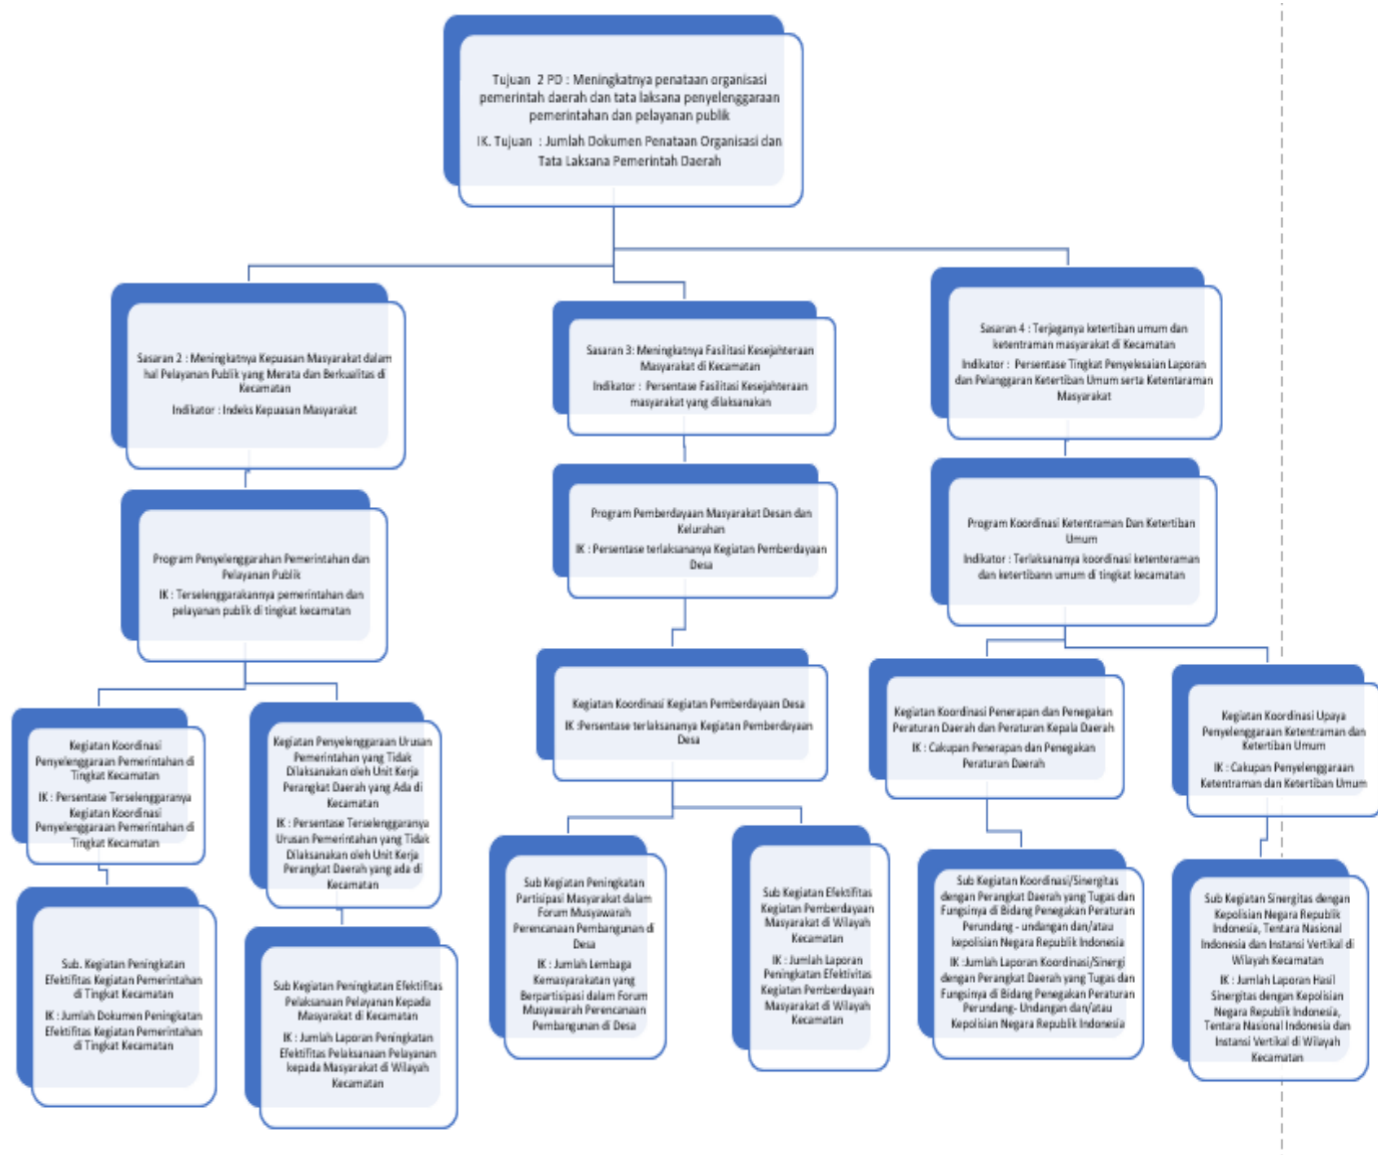 Tujuan 2 PD : Meningkatnya penataan organisasi
pemerintah daerah dan tata laksana penyelenggaraan
pemerintahan dan pelayanan publik
IK. Tujuan : Jumlah Dokumen Penataan Organisasi dan
Tata Laksana Pemerintah Daerah
Sasaran 2 : Meningkatnya Kepuasan Masyarakat dalam
hal Pelayanan Publik yang Merata dan Berkualitas di
Kecamatan
Indikator : Indeks Kepuasan Masyarakat
Sasaran 3: Meningkatnya Fasilitasi Kesejahteraan
Masyarakat di Kecamatan
Indikator : Persentase Fasilitasi Kesejahteraan
masyarakat yang dilaksanakan
Sasaran 4 : Terjaganya ketertiban umum dan
ketentraman masyarakat di Kecamatan
Indikator : Persentase Tingkat Penyelesaian Laporan
dan Pelanggaran Ketertiban Umum serta Ketentaraman
Masyarakat
Program Penyelenggarahan Pemerintahan dan
Pelayanan Publik
IK : Terselenggarakannya pemerintahan dan
pelayanan publik di tingkat kecamatan
Program Pemberdayaan Masyarakat Desan dan
Kelurahan
IK : Persentase terlaksananya Kegiatan Pemberdayaan
Desa
Program Koordinasi Ketentraman Dan Ketertiban
Umum
Indikator : Terlaksananya koordinasi ketenteraman
dan ketertibann umum di tingkat kecamatan
Kegiatan Koordinasi
Penyelenggaraan Pemerintahan di
Tingkat Kecamatan
IK : Persentase Terselenggaranya
Kegiatan Koordinasi
Penyelenggaraan Pemerintahan di
Tingkat Kecamatan
Kegiatan Penyelenggaraan Urusan
Pemerintahan yang Tidak
Dilaksanakan oleh Unit Kerja
Perangkat Daerah yang Ada di
Kecamatan
IK : Persentase Terselenggaranya
Urusan Pemerintahan yang Tidak
Dilaksanakan oleh Unit Kerja
Perangkat Daerah yang ada di
Kecamatan
Kegiatan Koordinasi Kegiatan Pemberdayaan Desa
IK :Persentase terlaksananya Kegiatan Pemberdayaan
Desa
Kegiatan Koordinasi Penerapan dan Penegakan
Peraturan Daerah dan Peraturan Kepala Daerah
IK : Cakupan Penerapan dan Penegakan
Peraturan Daerah
Kegiatan Koordinasi Upaya
Penyelenggaraan Ketentraman dan
Ketertiban Umum
IK : Cakupan Penyelenggaraan
Ketentraman dan Ketertiban Umum
Sub. Kegiatan Peningkatan
Efektifitas Kegiatan Pemerintahan
di Tingkat Kecamatan
IK : Jumlah Dokumen Peningkatan
Efektifitas Kegiatan Pemerintahan
di Tingkat Kecamatan
Sub Kegiatan Peningkatan Efektifitas
Pelaksanaan Pelayanan Kepada
Masyarakat di Kecamatan
IK : Jumlah Laporan Peningkatan
Efektifitas Pelaksanaan Pelayanan
kepada Masyarakat di Wilayah
Kecamatan
Sub Kegiatan Peningkatan
Partisipasi Masyarakat dalam
Forum Musyawarah
Perencanaan Pembangunan di
Desa
IK : Jumlah Lembaga
Kemasyarakatan yang
Berpartisipasi dalam Forum
Musyawarah Perencanaan
Pembangunan di Desa
Sub Kegiatan Efektifitas
Kegiatan Pemberdayaan
Masyarakat di Wilayah
Kecamatan
IK : Jumlah Laporan
Peningkatan Efektivitas
Kegiatan Pemberdayaan
Masyarakat di Wilayah
Kecamatan
Sub Kegiatan Koordinasi/Sinergitas
dengan Perangkat Daerah yang Tugas dan
Fungsinya di Bidang Penegakan Peraturan
Perundang - undangan dan/atau
kepolisian Negara Republik Indonesia
IK :Jumlah Laporan Koordinasi/Sinergi
dengan Perangkat Daerah yang Tugas dan
Fungsinya di Bidang Penegakan Peraturan
Perundang- Undangan dan/atau
Kepolisian Negara Republik Indonesia
Sub Kegiatan Sinergitas dengan
Kepolisian Negara Republik
Indonesia, Tentara Nasional
Indonesia dan Instansi Vertikal di
Wilayah Kecamatan
IK : Jumlah Laporan Hasil
Sinergitas dengan Kepolisian
Negara Republik Indonesia,
Tentara Nasional Indonesia dan
Instansi Vertikal di Wilayah
Kecamatan